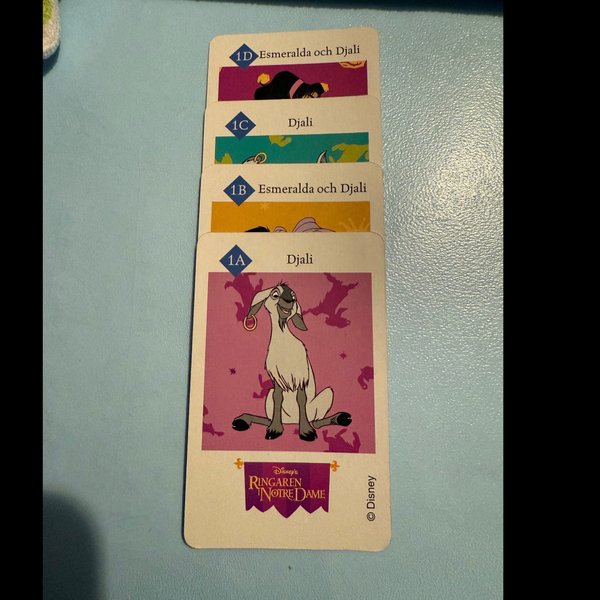 1D Esmeralda och Djali
1C Djali
1B Esmeralda och Djali
1A Djali
Disney's
RINGAREN
I NOTRE DAME
© Disney